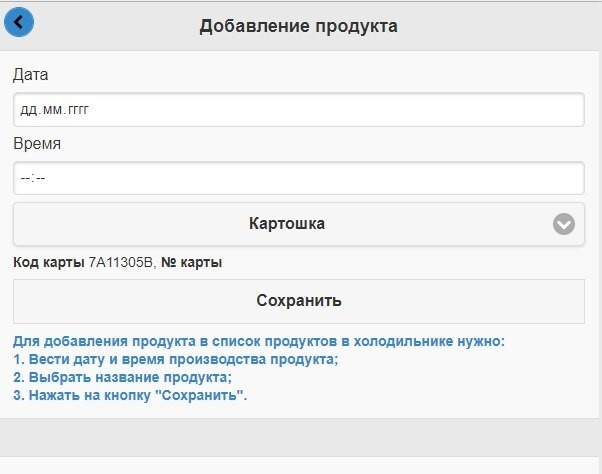 Добавление продукта
Дата
дд.мм.гггг
Время
--:--
Картошка
Код карты 7A11305B, № карты
Сохранить
Для добавления продукта в список продуктов в холодильнике нужно:
1. Вести дату и время производства продукта;
2. Выбрать название продукта;
3. Нажать на кнопку "Сохранить".